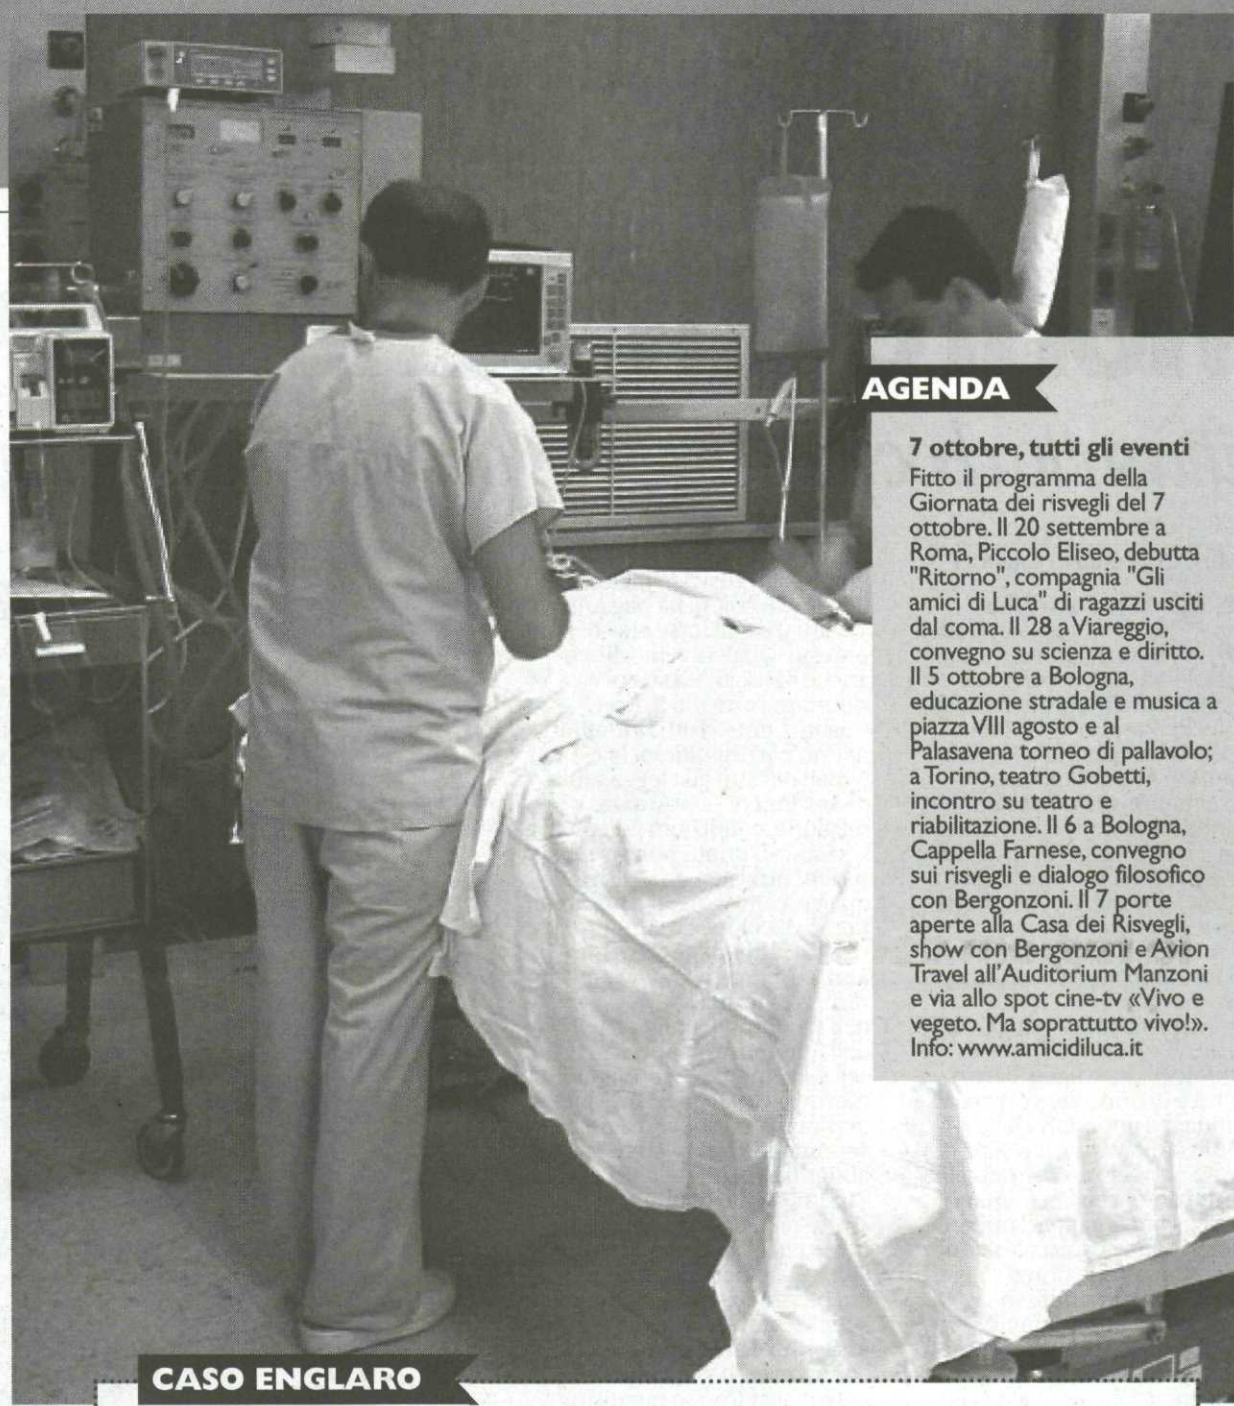 AGENDA
7 ottobre, tutti gli eventi
Fitto il programma della
Giornata dei risvegli del 7
ottobre. Il 20 settembre a
Roma, Piccolo Eliseo, debutta
"Ritorno", compagnia "Gli
amici di Luca" di ragazzi usciti
dal coma. Il 28 a Viareggio,
convegno su scienza e diritto.
Il 5 ottobre a Bologna,
educazione stradale e musica a
piazza VIII agosto e al
Palasavena torneo di pallavolo;
a Torino, teatro Gobetti,
incontro su teatro e
riabilitazione. Il 6 a Bologna,
Cappella Farnese, convegno
sui risvegli e dialogo filosofico
con Bergonzoni. Il 7 porte
aperte alla Casa dei Risvegli,
show con Bergonzoni e Avion
Travel all'Auditorium Manzoni
e via allo spot cine-tv «Vivo e
vegeto. Ma soprattutto vivo!».
Info: www.amicidiluca.it
CASO ENGLARO